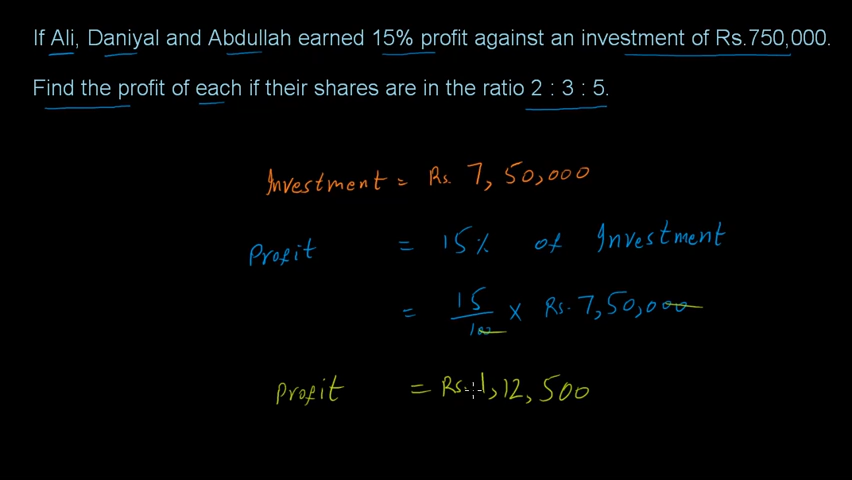 If Ali, Daniyal and Abdullah earned 15% profit against an investment of Rs.750,000.
Find the profit of each if their shares are in the ratio 2 : 3 : 5.
Investment = Rs. 7,50,000
Profit = 15% of Investment
= 15/100 × Rs. 7,50,000
Profit = Rs. 1,12,500